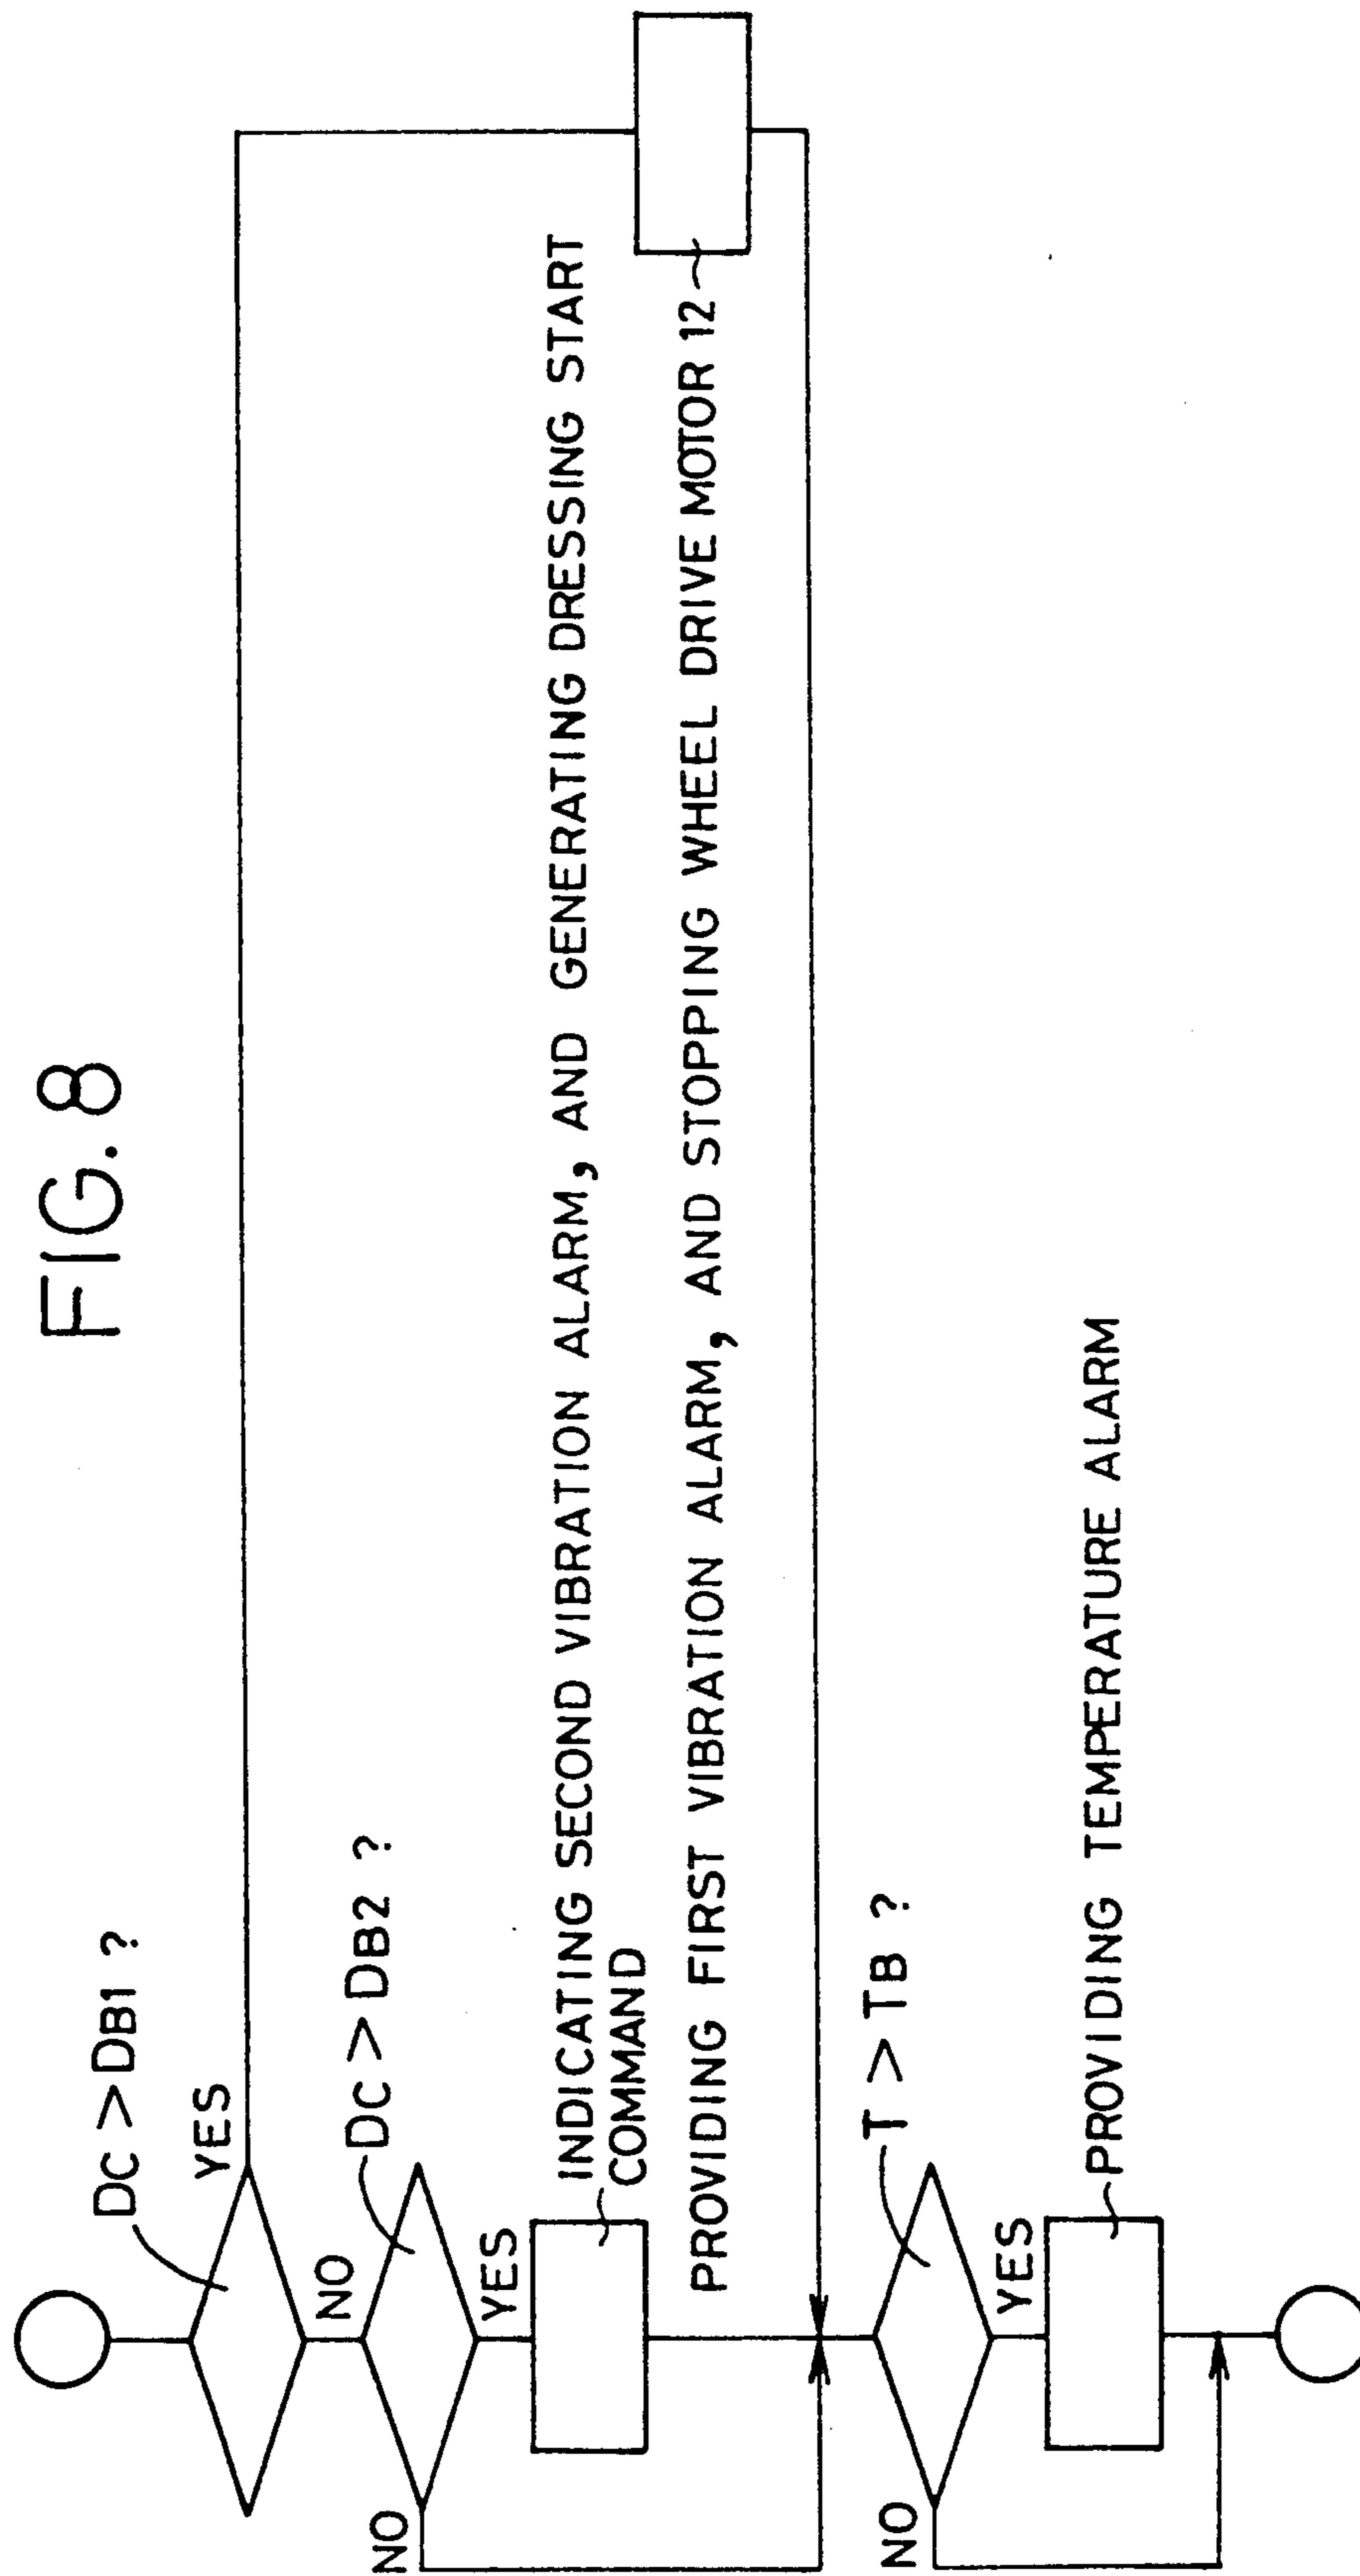 FIG. 8
DC > DB1 ?
YES
NO
DC > DB2 ?
YES
NO
INDICATING SECOND VIBRATION ALARM, AND GENERATING DRESSING START
COMMAND
PROVIDING FIRST VIBRATION ALARM, AND STOPPING WHEEL DRIVE MOTOR 12
T > TB ?
NO
YES
PROVIDING TEMPERATURE ALARM